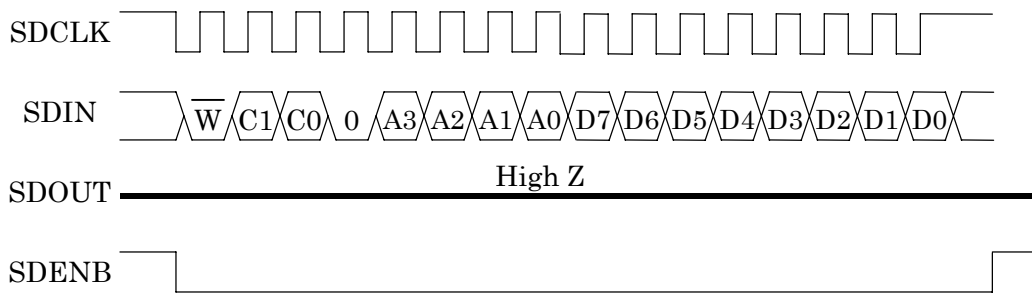 SDCLK
SDIN W̅ C1 C0 0 A3 A2 A1 A0 D7 D6 D5 D4 D3 D2 D1 D0
High Z
SDOUT
SDENB